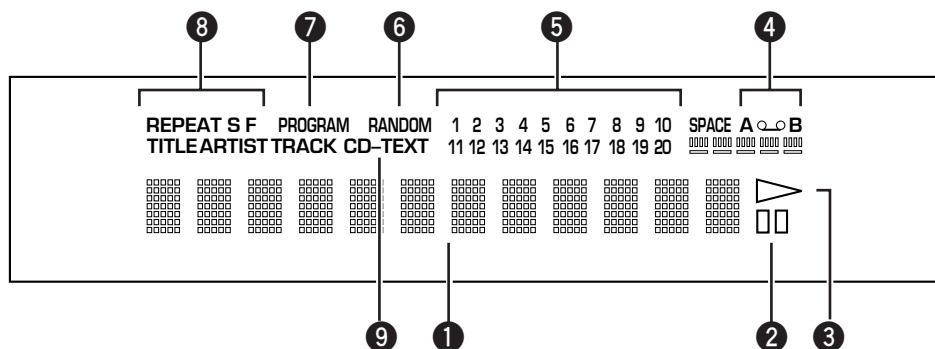 8 7 6 5 4
REPEAT S F PROGRAM RANDOM 1 2 3 4 5 6 7 8 9 10 SPACE A B
TITLE ARTIST TRACK CD-TEXT 11 12 13 14 15 16 17 18 19 20
9 1 2 3